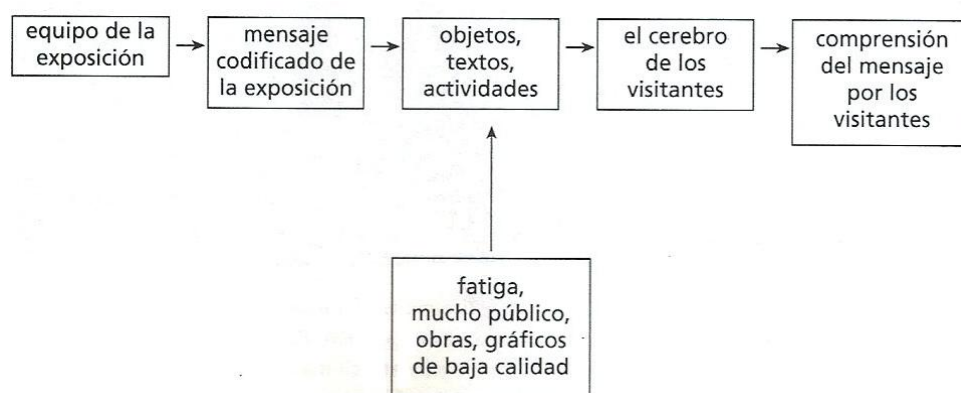 equipo de la
exposición
mensaje
codificado de
la exposición
objetos,
textos,
actividades
el cerebro
de los
visitantes
comprensión
del mensaje
por los
visitantes
fatiga,
mucho público,
obras, gráficos
de baja calidad